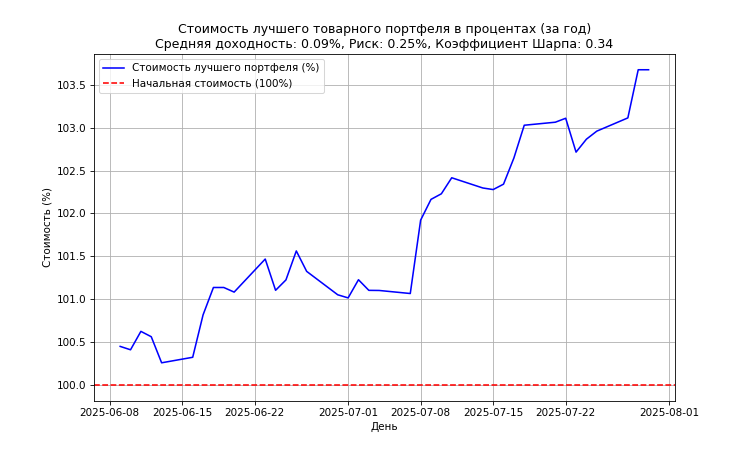 Стоимость лучшего товарного портфеля в процентах (за год)
Средняя доходность: 0.09%, Риск: 0.25%, Коэффициент Шарпа: 0.34
Стоимость лучшего портфеля (%)
Начальная стоимость (100%)
Стоимость (%)
103.5
103.0
102.5
102.0
101.5
101.0
100.5
100.0
2025-06-08
2025-06-15
2025-06-22
2025-07-01
2025-07-08
2025-07-15
2025-07-22
2025-08-01
День